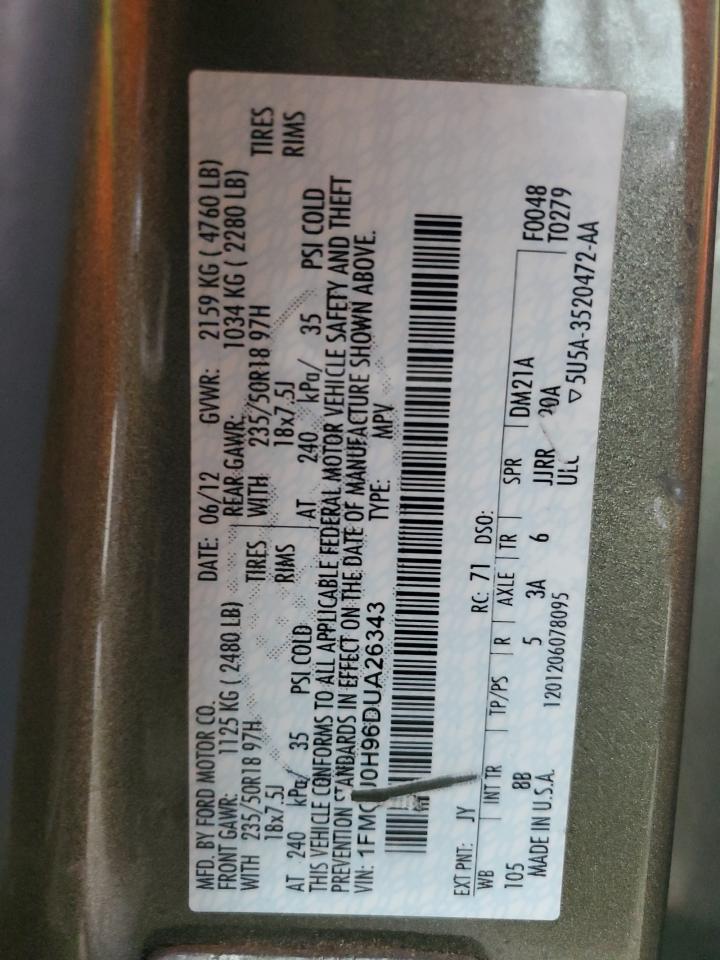 MFD. BY FORD MOTOR CO. DATE: 06/12 GVWR: 2159 KG ( 4760 LB)
FRONT GAWR: 1125 KG ( 2480 LB) REAR GAWR: 1034 KG ( 2280 LB)
WITH 235/50R18 97H TIRES WITH 235/50R18 97H TIRES
18x7.5J RIMS 18x7.5J RIMS
AT 240 kPa/ 35 PSI COLD AT 240 kPa/ 35 PSI COLD
THIS VEHICLE CONFORMS TO ALL APPLICABLE FEDERAL MOTOR VEHICLE SAFETY AND THEFT
PREVENTION STANDARDS IN EFFECT ON THE DATE OF MANUFACTURE SHOWN ABOVE.
VIN: 1FMC J0H96DUA26343 TYPE: MPV
EXT PNT: JY RC: 71 DSO:
WB INT TR TP/PS R AXLE TR SPR DM21A F0048
105 8B 5 3A 6 JJRR 20A T0279
MADE IN U.S.A. 1201206078095 ULC ▽5U5A-3520472-AA